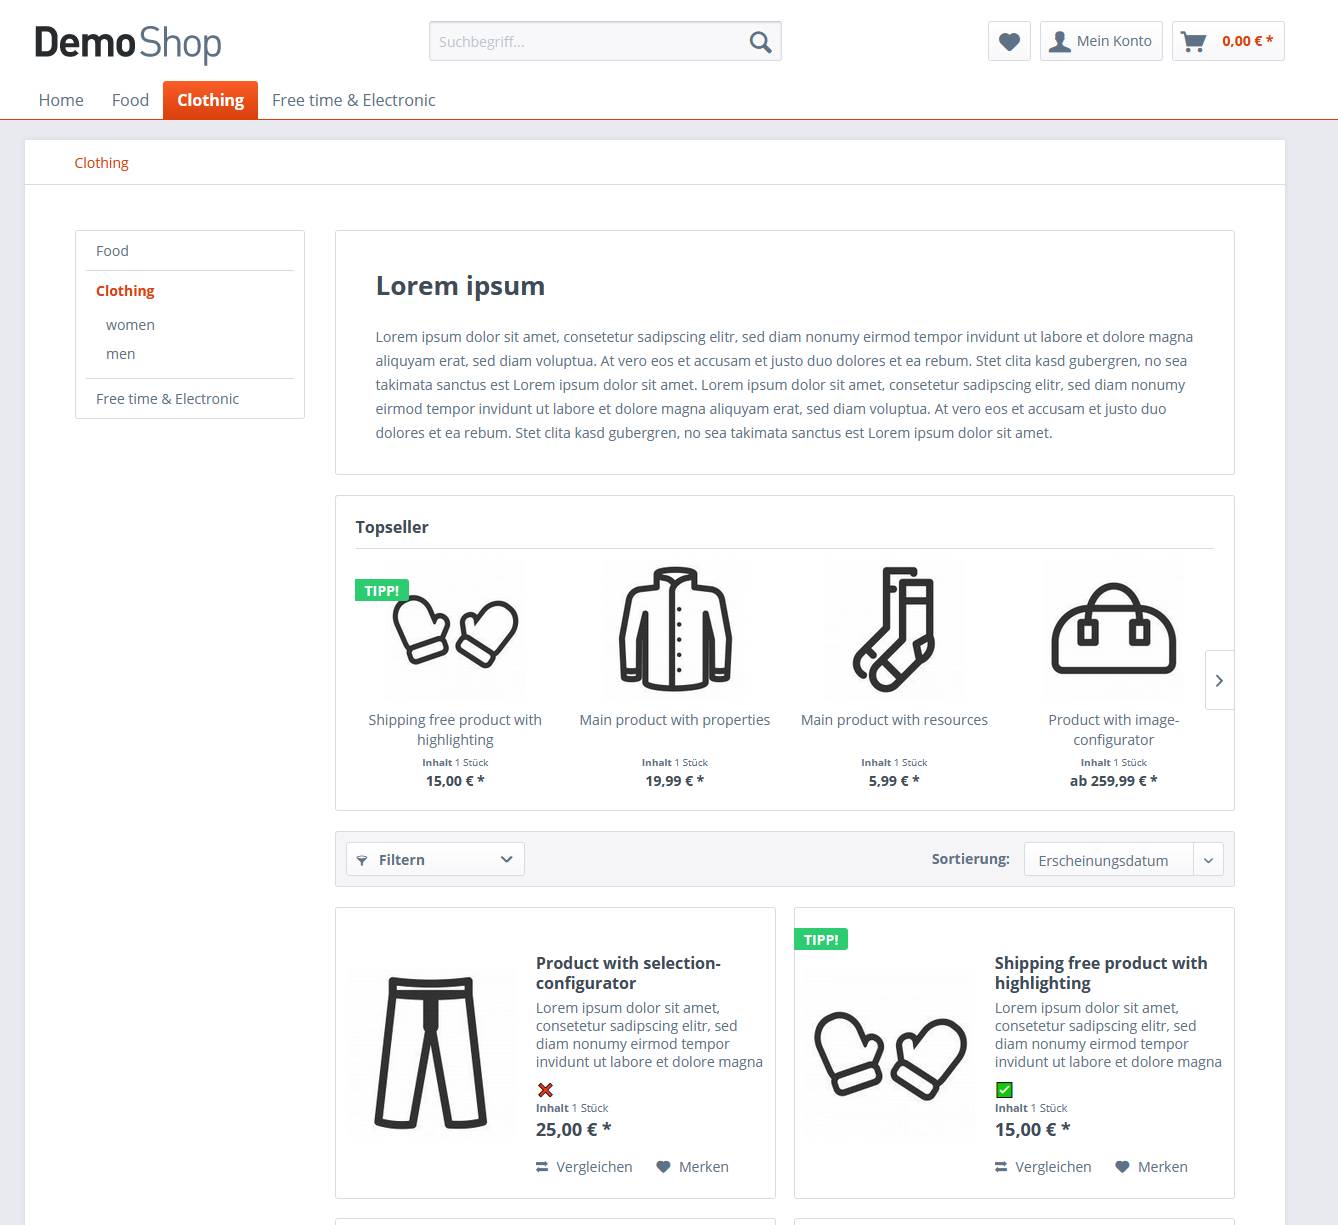 DemoShop
Suchbegriff...
Mein Konto
0,00 € *
Home
Food
Clothing
Free time & Electronic
Clothing
Food
Clothing
women
men
Free time & Electronic
Lorem ipsum
Lorem ipsum dolor sit amet, consetetur sadipscing elitr, sed diam nonumy eirmod tempor invidunt ut labore et dolore magna
aliquyam erat, sed diam voluptua. At vero eos et accusam et justo duo dolores et ea rebum. Stet clita kasd gubergren, no sea
takimata sanctus est Lorem ipsum dolor sit amet. Lorem ipsum dolor sit amet, consetetur sadipscing elitr, sed diam nonumy
eirmod tempor invidunt ut labore et dolore magna aliquyam erat, sed diam voluptua. At vero eos et accusam et justo duo
dolores et ea rebum. Stet clita kasd gubergren, no sea takimata sanctus est Lorem ipsum dolor sit amet.
Topseller
TIPP!
Shipping free product with
highlighting
Inhalt 1 Stück
15,00 € *
Main product with properties
Inhalt 1 Stück
19,99 € *
Main product with resources
Inhalt 1 Stück
5,99 € *
Product with image-
configurator
Inhalt 1 Stück
ab 259,99 € *
Filtern
Sortierung:
Erscheinungsdatum
Product with selection-
configurator
Lorem ipsum dolor sit amet,
consetetur sadipscing elitr, sed
diam nonumy eirmod tempor
invidunt ut labore et dolore magna
Inhalt 1 Stück
25,00 € *
Vergleichen
Merken
TIPP!
Shipping free product with
highlighting
Lorem ipsum dolor sit amet,
consetetur sadipscing elitr, sed
diam nonumy eirmod tempor
invidunt ut labore et dolore magna
Inhalt 1 Stück
15,00 € *
Vergleichen
Merken